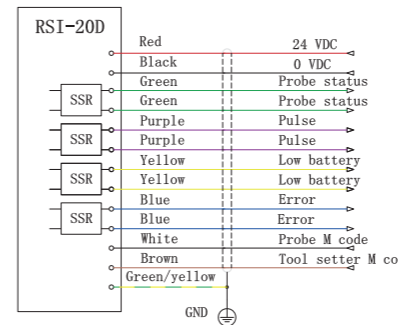 RSI-20D
Red 24 VDC
Black 0 VDC
Green Probe status
SSR
Green Probe status
Purple Pulse
SSR
Purple Pulse
Yellow Low battery
SSR
Yellow Low battery
Blue Error
SSR
Blue Error
White Probe M code
Brown Tool setter M co
Green/yellow
GND